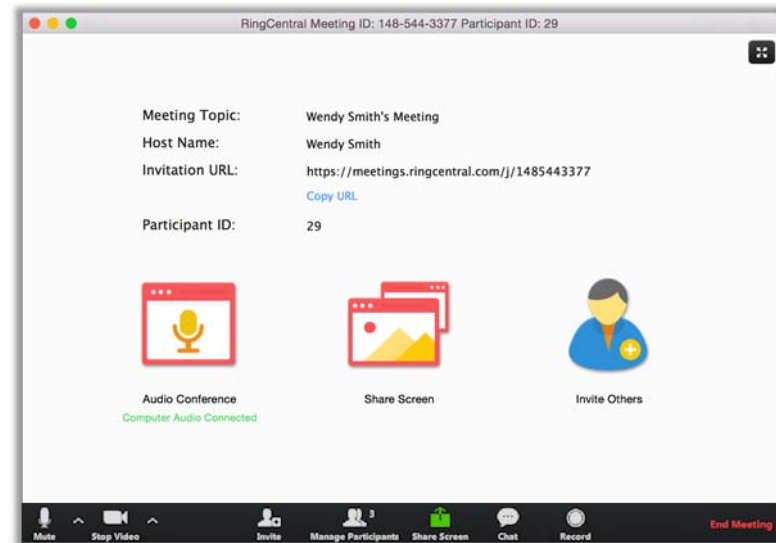 RingCentral Meeting ID: 148-544-3377 Participant ID: 29
Meeting Topic: Wendy Smith's Meeting
Host Name: Wendy Smith
Invitation URL: https://meetings.ringcentral.com/j/1485443377
Copy URL
Participant ID: 29
Audio Conference Share Screen Invite Others
Computer Audio Connected
3
Mute Stop Video Invite Manage Participants Share Screen Chat Record End Meeting